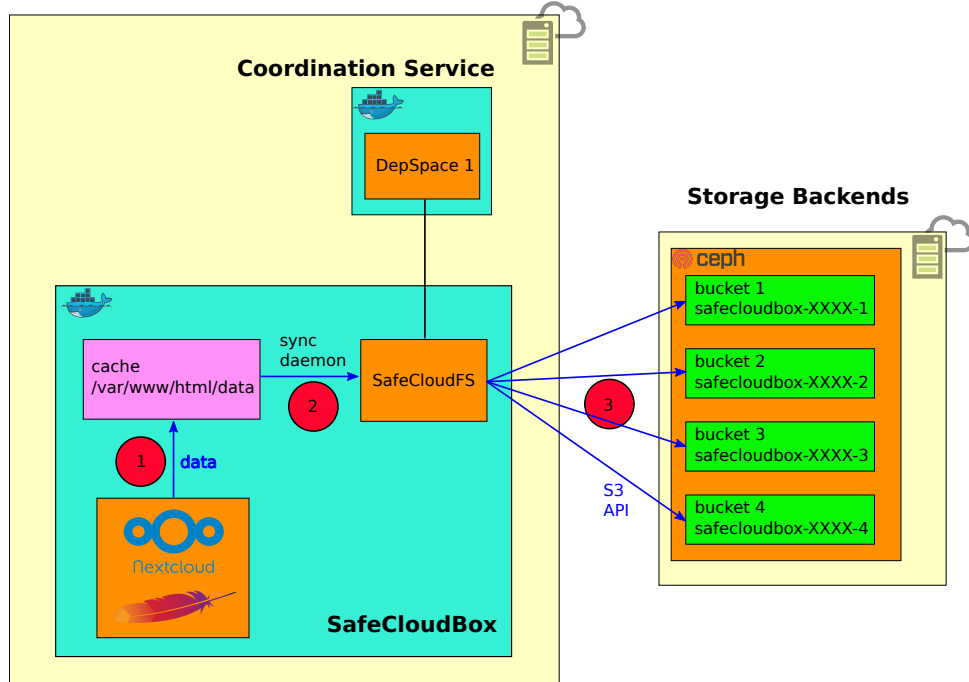 Coordination Service
DepSpace 1
Storage Backends
ceph
bucket 1
safecloudbox-XXXX-1
bucket 2
safecloudbox-XXXX-2
bucket 3
safecloudbox-XXXX-3
bucket 4
safecloudbox-XXXX-4
sync
daemon
cache
/var/www/html/data
SafeCloudFS
2
3
1
data
S3
API
Nextcloud
SafeCloudBox